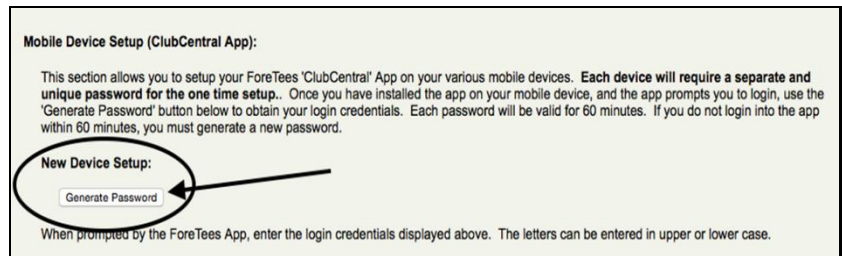 Mobile Device Setup (ClubCentral App):
This section allows you to setup your ForeTees 'ClubCentral' App on your various mobile devices. Each device will require a separate and
unique password for the one time setup.. Once you have installed the app on your mobile device, and the app prompts you to login, use the
'Generate Password' button below to obtain your login credentials. Each password will be valid for 60 minutes. If you do not login into the app
within 60 minutes, you must generate a new password.
New Device Setup:
Generate Password
When prompted by the ForeTees App, enter the login credentials displayed above. The letters can be entered in upper or lower case.